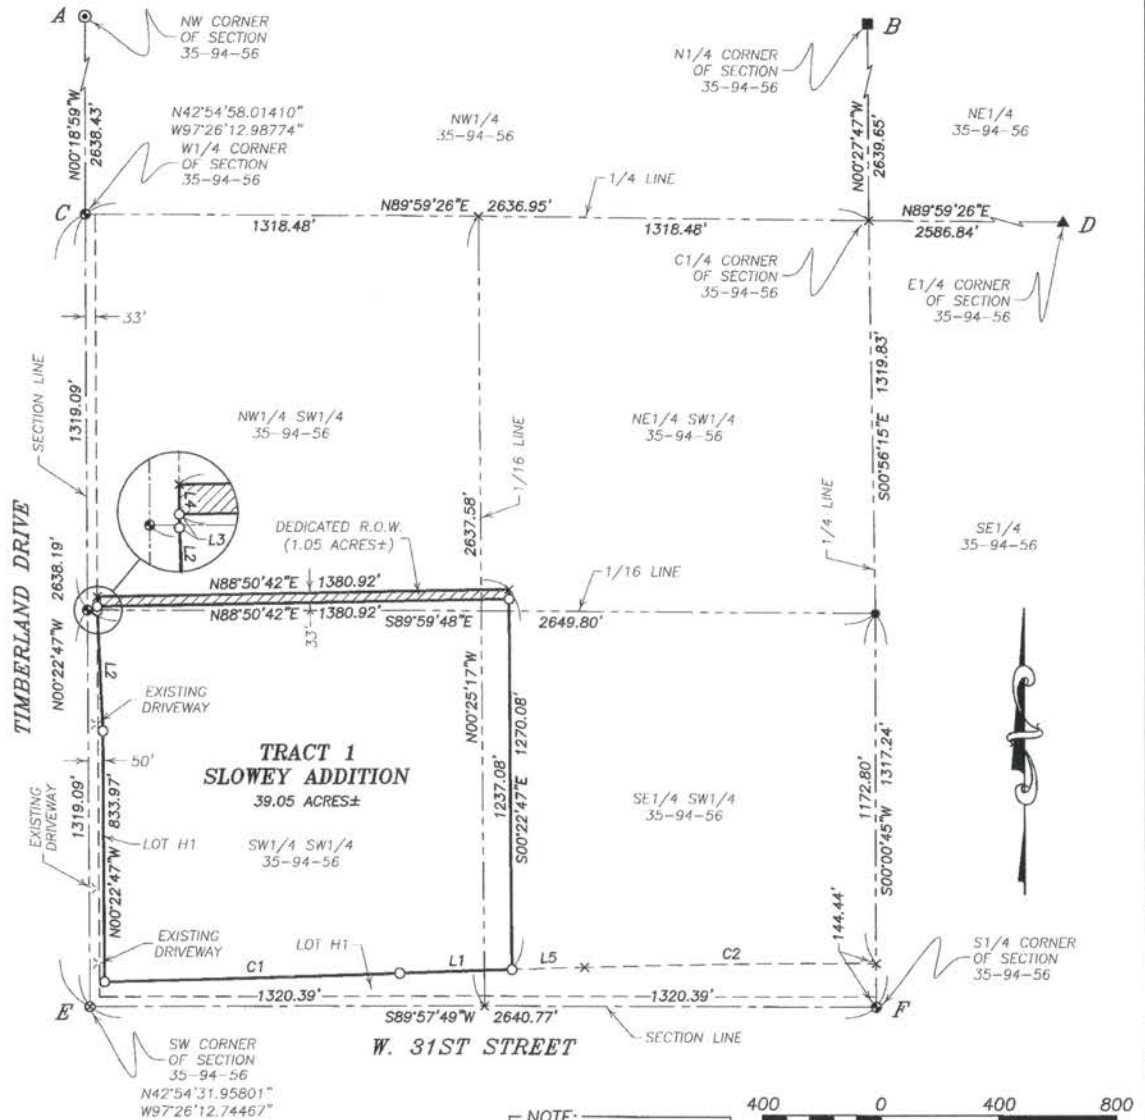 A
NW CORNER
OF SECTION
35-94-56
B
N1/4 CORNER
OF SECTION
35-94-56
N00°18'59"W
2638.43'
N42°54'58.01410"
W97°26'12.98774"
W1/4 CORNER
OF SECTION
35-94-56
NW1/4
35-94-56
N00°27'47"W
2639.65'
NE1/4
35-94-56
1/4 LINE
C
N89°59'26"E 2636.95'
1318.48'
1318.48'
N89°59'26"E
2586.84'
D
C1/4 CORNER
OF SECTION
35-94-56
E1/4 CORNER
OF SECTION
35-94-56
33'
SECTION LINE
1319.09'
NW1/4 SW1/4
35-94-56
1/16 LINE
NE1/4 SW1/4
35-94-56
S00°56'15"E 1319.83'
1/4 LINE
SE1/4
35-94-56
L4
L3
L2
DEDICATED R.O.W.
(1.05 ACRES±)
2637.58'
1/16 LINE
TIMBERLAND DRIVE
N00°22'47"W 2638.19'
N88°50'42"E 1380.92'
N88°50'42"E 1380.92'
S89°59'48"E 2649.80'
33'
L2
EXISTING
DRIVEWAY
N00°25'17"W
50'
TRACT 1
SLOWEY ADDITION
39.05 ACRES±
1237.08'
S00°22'47"E 1270.08'
SE1/4 SW1/4
35-94-56
1172.80'
S00°00'45"W 1317.24'
EXISTING
DRIVEWAY
1319.09'
N00°22'47"W 833.97'
LOT H1
SW1/4 SW1/4
35-94-56
EXISTING
DRIVEWAY
LOT H1
C1
L1
L5
C2
144.44'
S1/4 CORNER
OF SECTION
35-94-56
E
1320.39'
1320.39'
F
S89°57'49"W 2640.77'
SECTION LINE
W. 31ST STREET
SW CORNER
OF SECTION
35-94-56
N42°54'31.95801"
W97°26'12.74467"
NOTE:
400 0 400 800